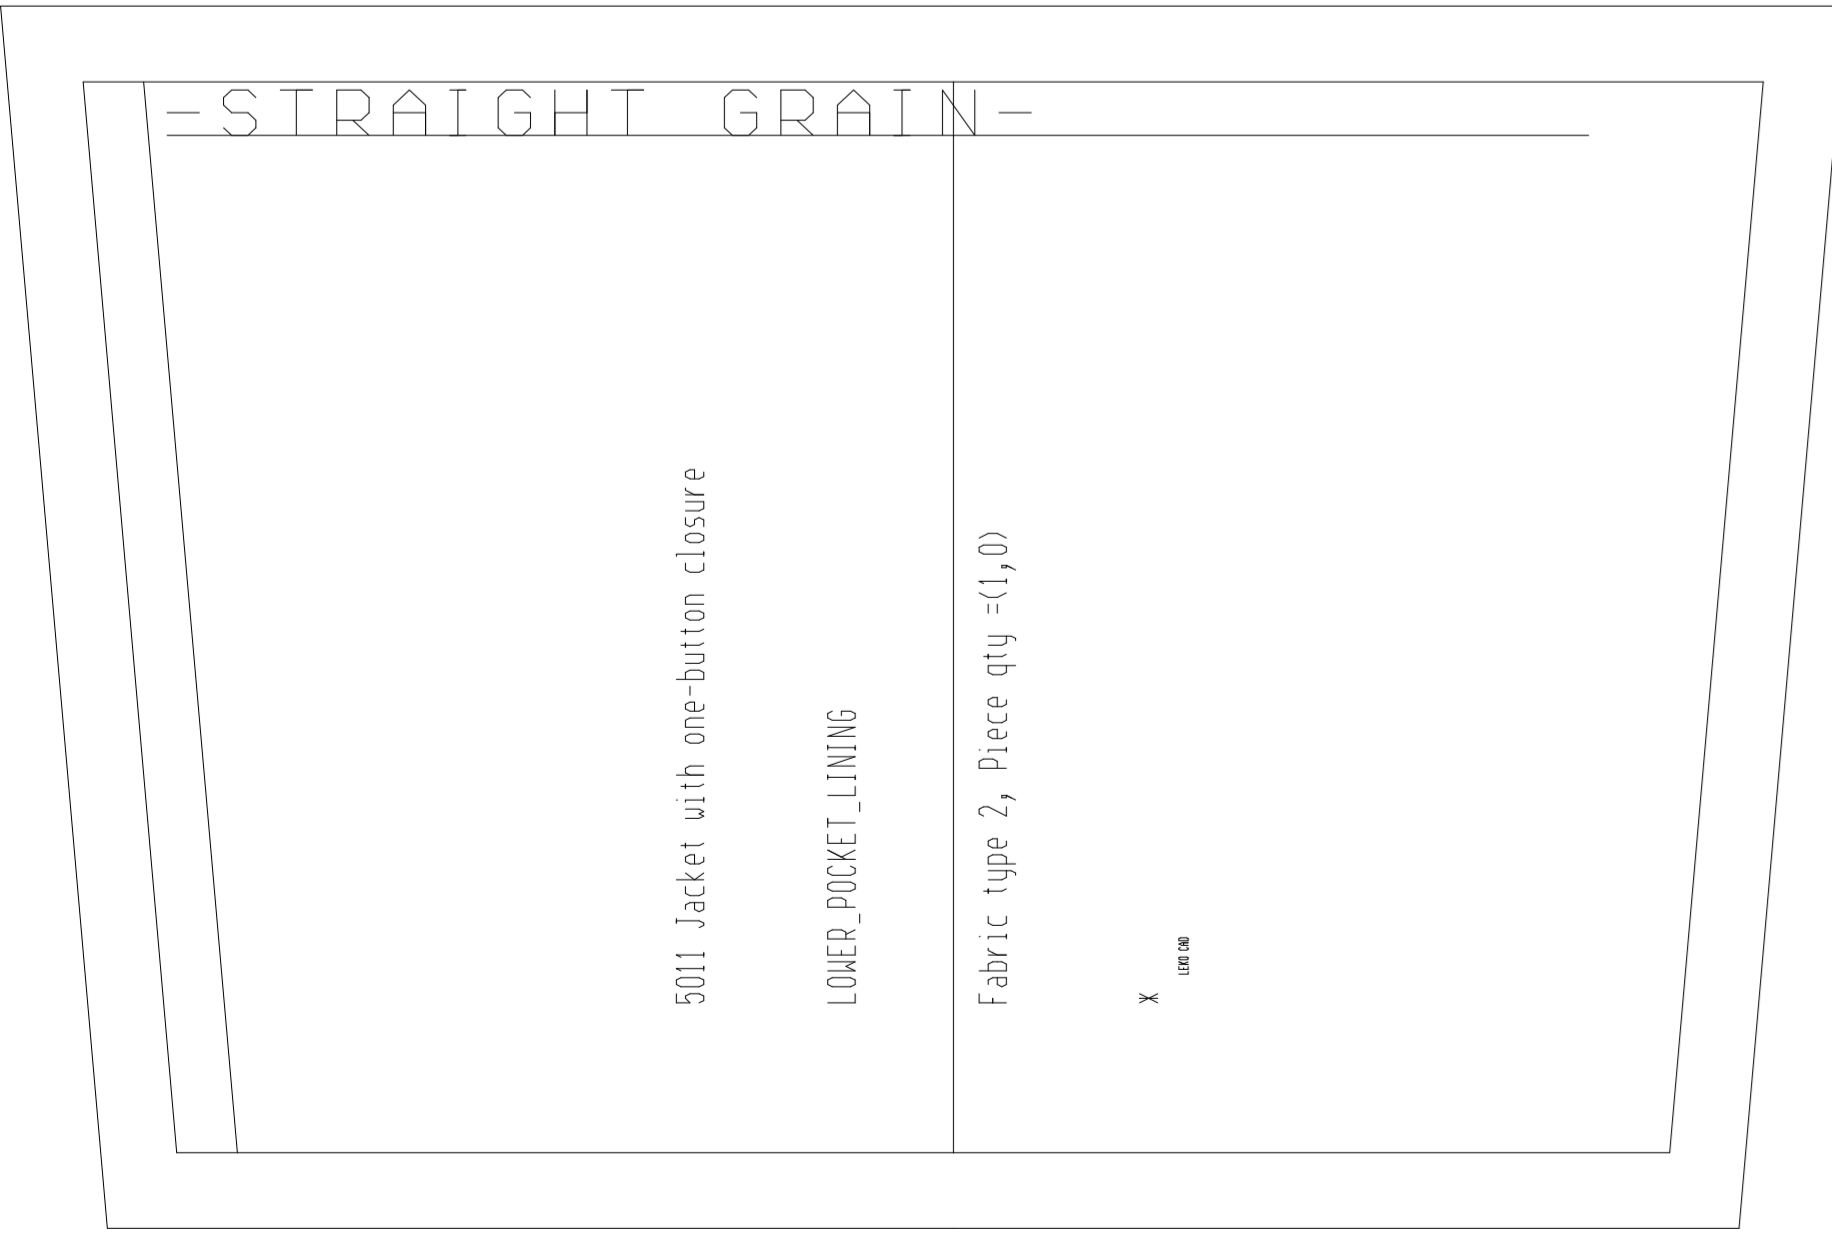 -STRAIGHT GRAIN-
5011 Jacket with one-button closure
LOWER_POCKET_LINING
Fabric type 2, Piece qty =(1,0)
Ж
LEKO CAD